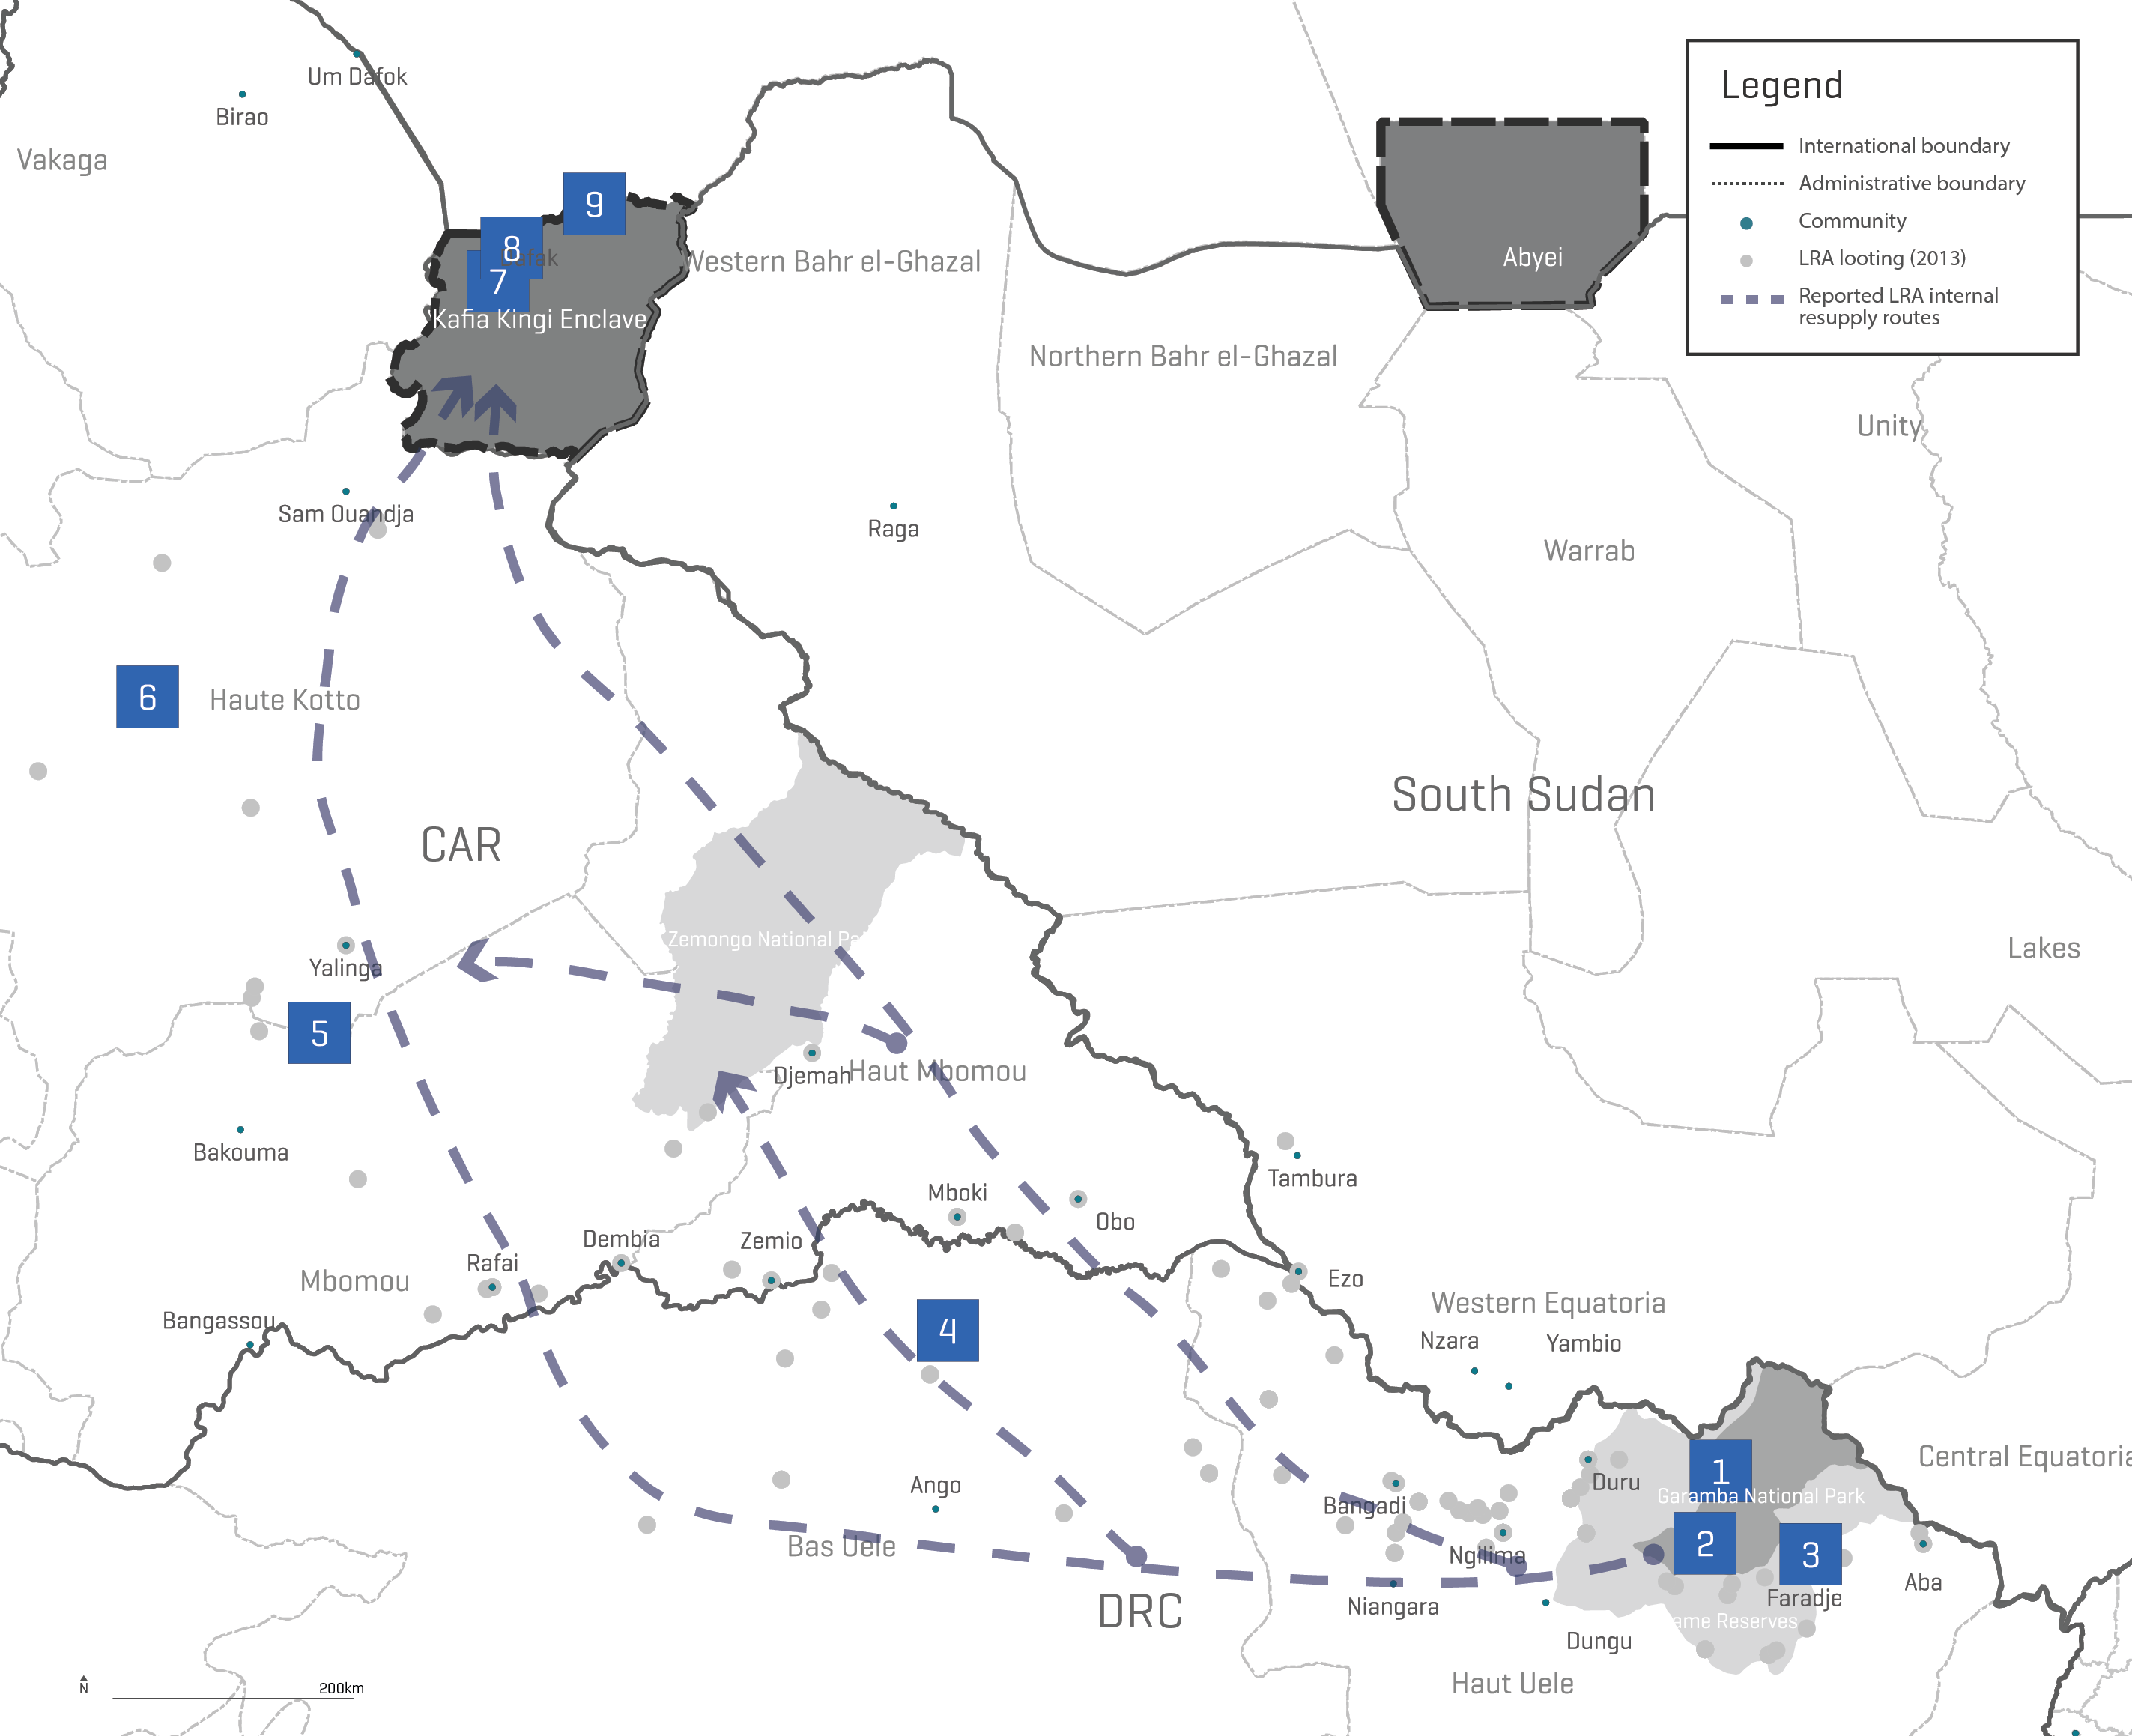 Legend
International boundary
Administrative boundary
Community
LRA looting (2013)
Reported LRA internal
resupply routes
Um Dafok
Birao
Vakaga
9
8
7
Kafia Kingi Enclave
Western Bahr el-Ghazal
Abyei
Northern Bahr el-Ghazal
Unity
Sam Ouandja
Raga
Warrab
6
Haute Kotto
CAR
South Sudan
Zemongo National
Lakes
Yalinga
5
Djemah
Haut Mbomou
Bakouma
Tambura
Mboki
Obo
Dembia
Zemio
Rafai
Mbomou
Ezo
Bangassou
4
Western Equatoria
Nzara
Yambio
Central Equatoria
1
Duru
Garamba National Park
Ango
Bangadi
2
3
Bas Uele
Ngilima
Aba
Niangara
Faradje
DRC
Reserves
Dungu
Haut Uele
N
200km